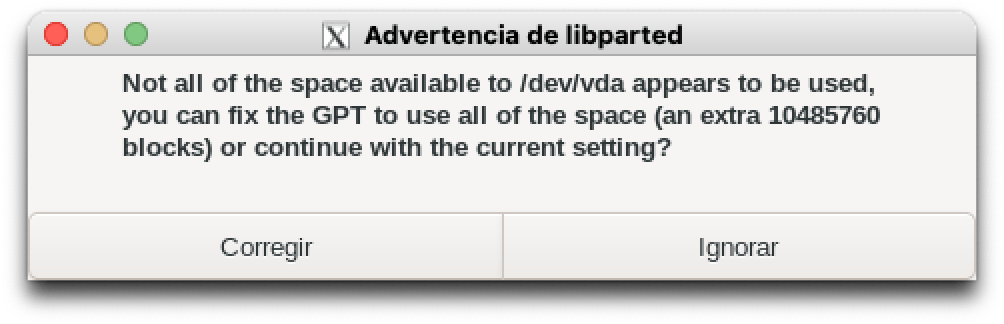 Advertencia de libparted
Not all of the space available to /dev/vda appears to be used,
you can fix the GPT to use all of the space (an extra 10485760
blocks) or continue with the current setting?
Corregir
Ignorar